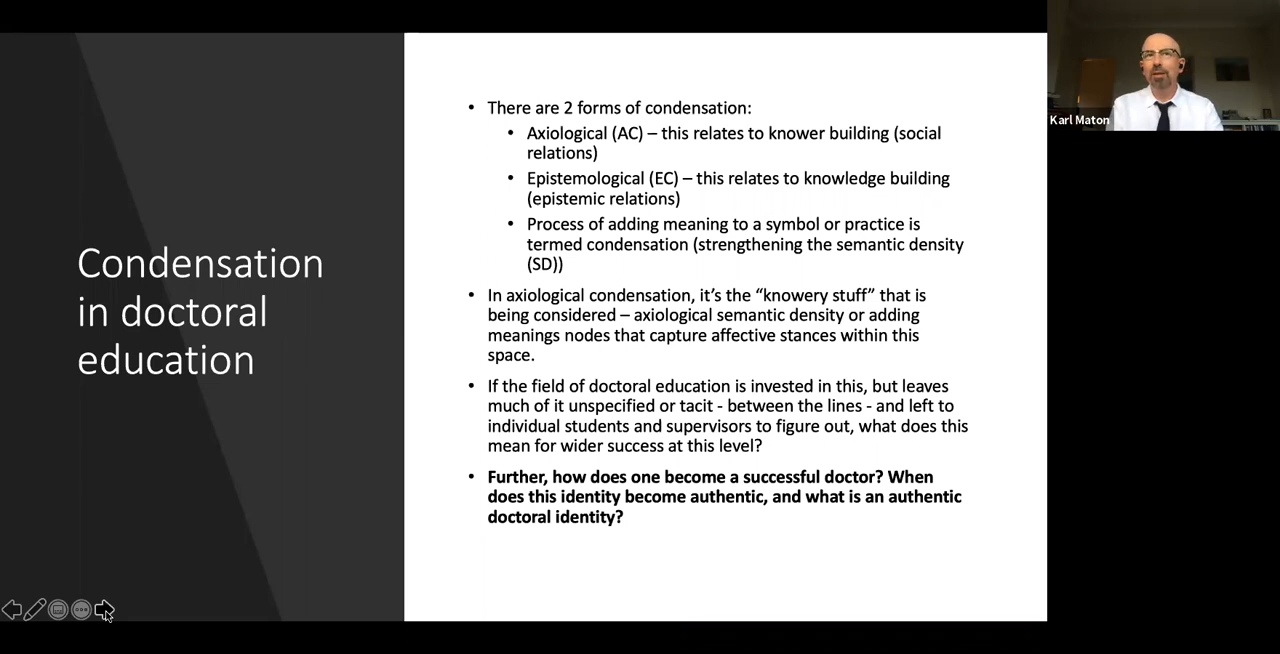 Condensation
in doctoral
education
• There are 2 forms of condensation:
• Axiological (AC) – this relates to knower building (social
relations)
• Epistemological (EC) – this relates to knowledge building
(epistemic relations)
• Process of adding meaning to a symbol or practice is
termed condensation (strengthening the semantic density
(SD))
• In axiological condensation, it’s the “knowery stuff” that is
being considered – axiological semantic density or adding
meanings nodes that capture affective stances within this
space.
• If the field of doctoral education is invested in this, but leaves
much of it unspecified or tacit - between the lines - and left to
individual students and supervisors to figure out, what does this
mean for wider success at this level?
• Further, how does one become a successful doctor? When
does this identity become authentic, and what is an authentic
doctoral identity?
Karl Maton